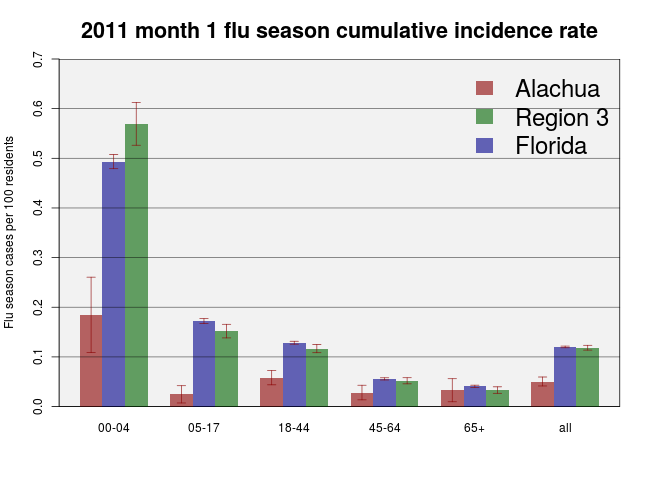 2011 month 1 flu season cumulative incidence rate
Flu season cases per 100 residents
0.7
0.6
0.5
0.4
0.3
0.2
0.1
0.0
Alachua
Region 3
Florida
00-04
05-17
18-44
45-64
65+
all